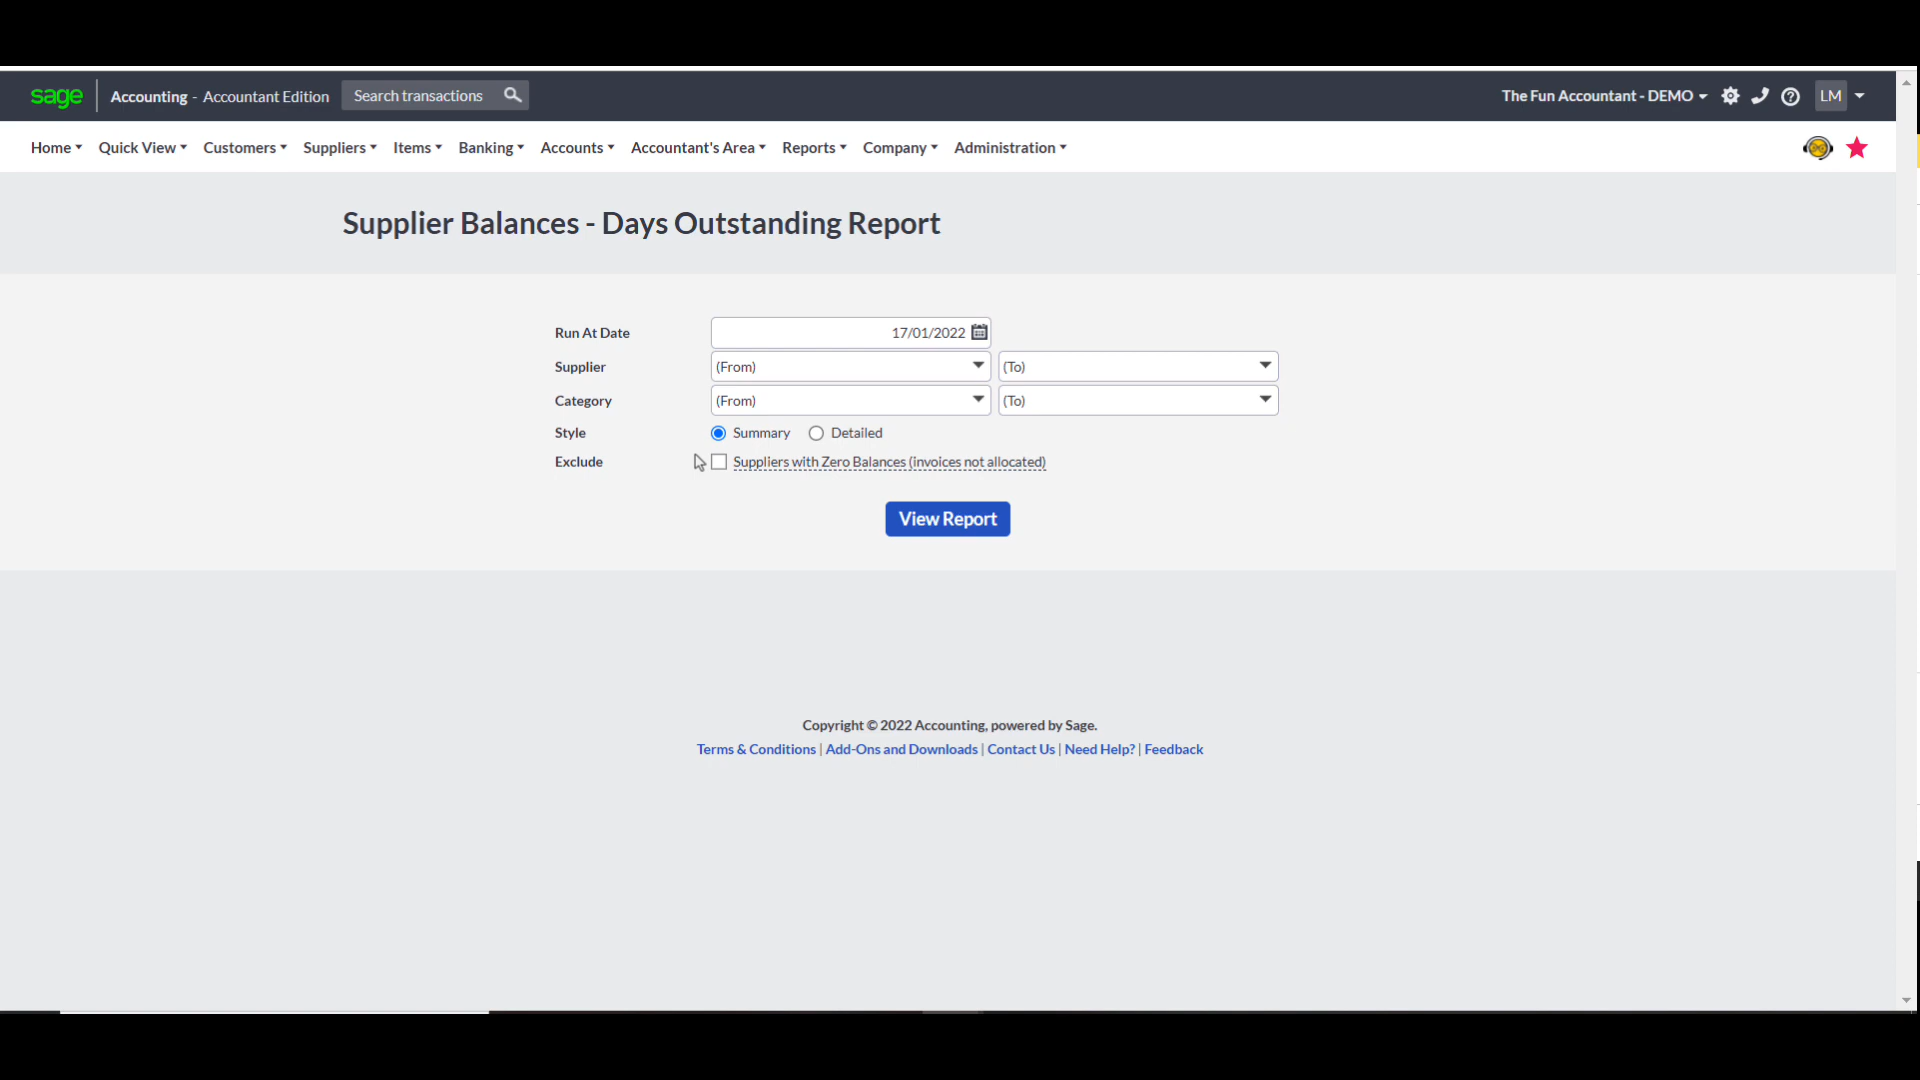 sage Accounting - Accountant Edition Search transactions The Fun Accountant - DEMO LM
Home Quick View Customers Suppliers Items Banking Accounts Accountant's Area Reports Company Administration
Supplier Balances - Days Outstanding Report
Run At Date 17/01/2022
Supplier (From) (To)
Category (From) (To)
Style Summary Detailed
Exclude Suppliers with Zero Balances (invoices not allocated)
View Report
Copyright © 2022 Accounting, powered by Sage.
Terms & Conditions | Add-Ons and Downloads | Contact Us | Need Help? | Feedback